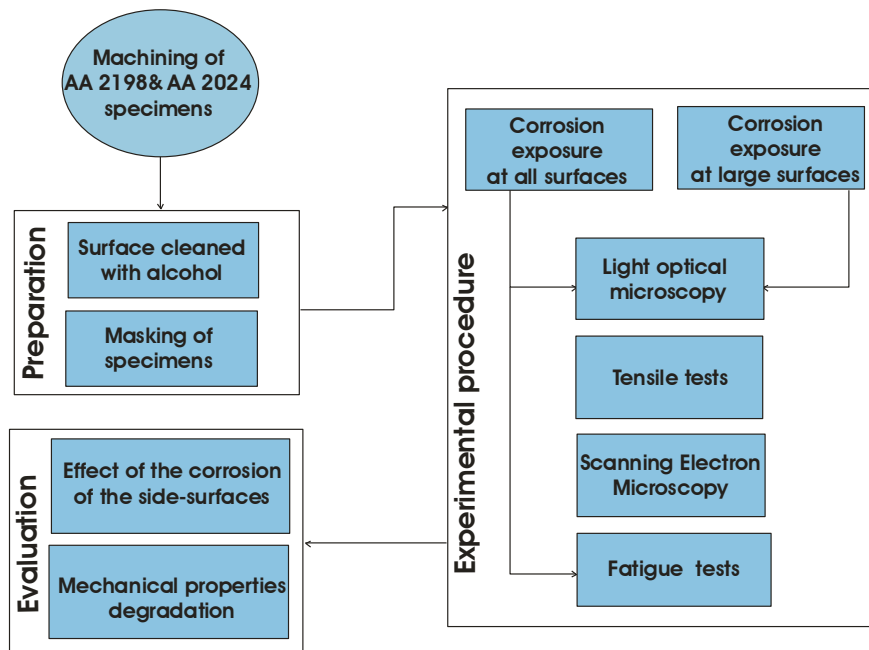 Machining of
AA 2198& AA 2024
specimens
Preparation
Surface cleaned
with alcohol
Masking of
specimens
Experimental procedure
Corrosion
exposure
at all surfaces
Corrosion
exposure
at large surfaces
Light optical
microscopy
Tensile tests
Scanning Electron
Microscopy
Fatigue tests
Evaluation
Effect of the corrosion
of the side-surfaces
Mechanical properties
degradation